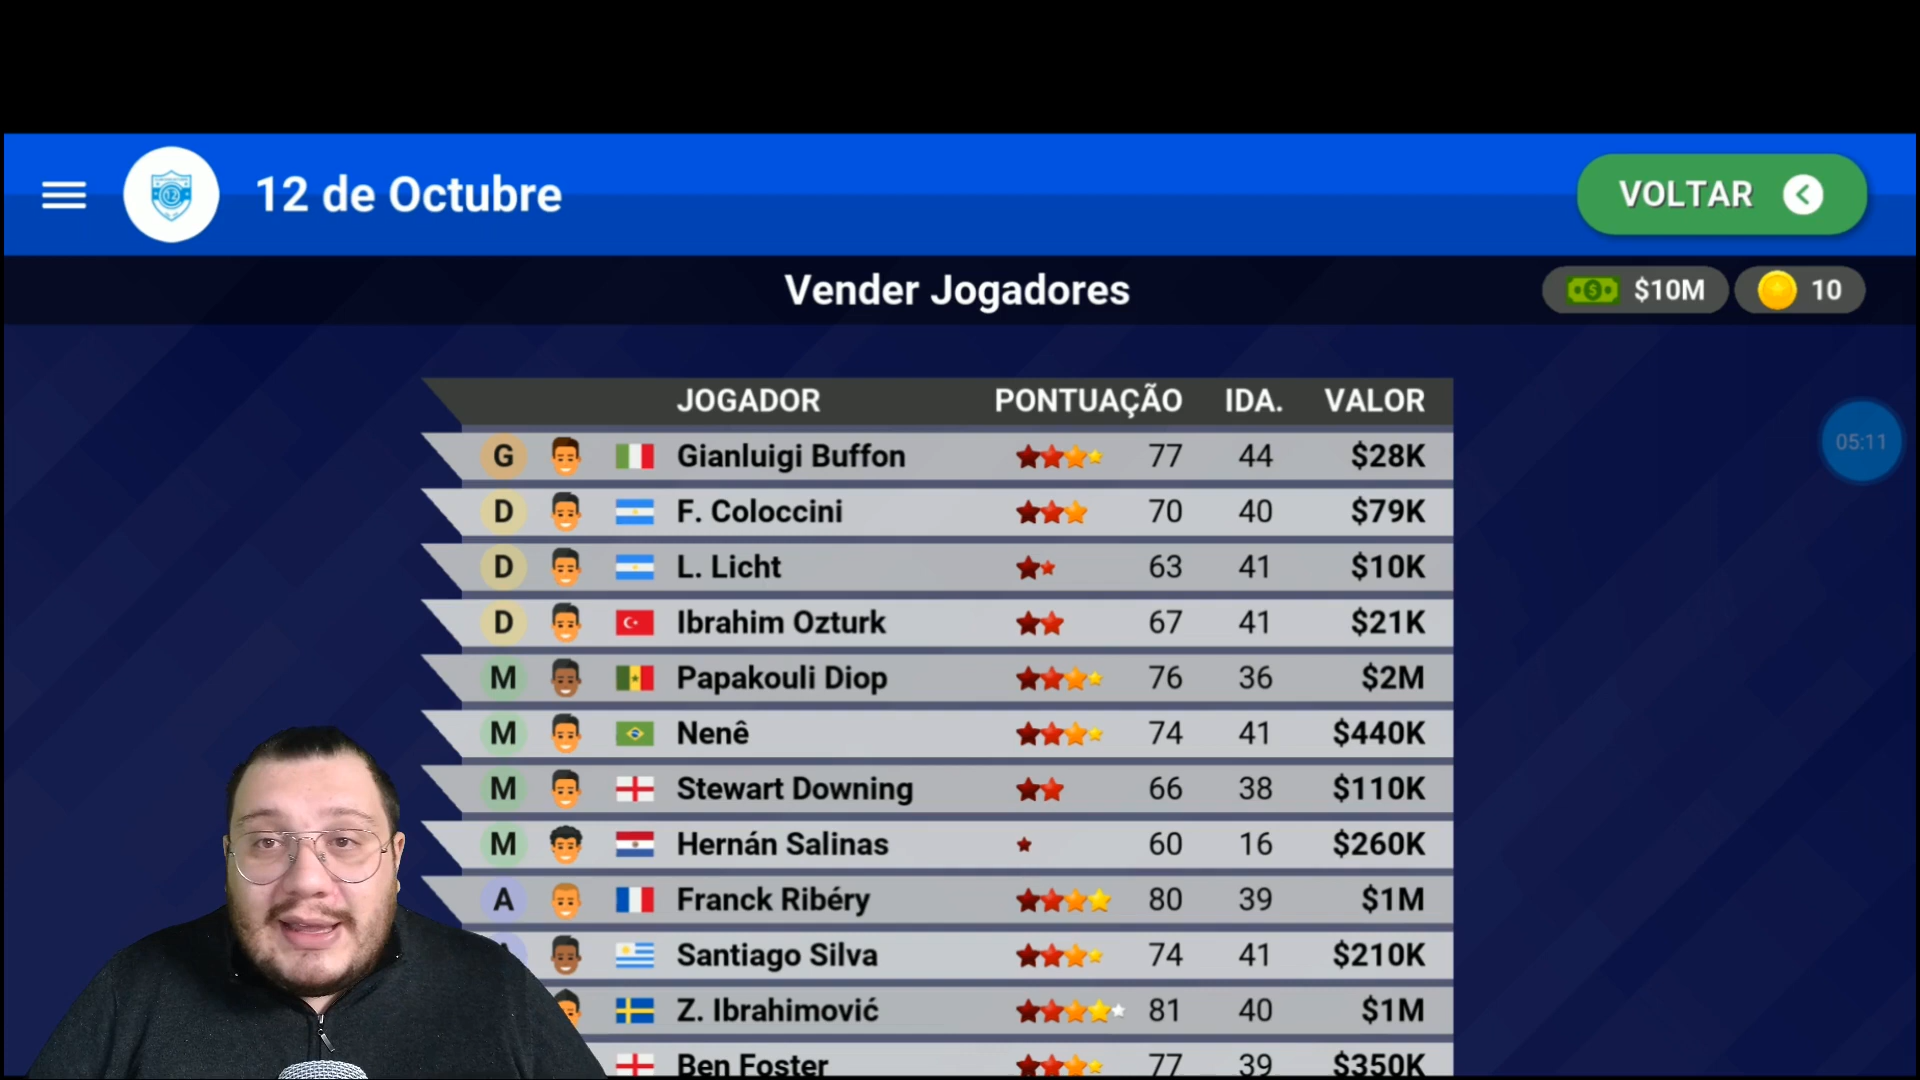 12 de Octubre
VOLTAR
Vender Jogadores
$10M
10
JOGADOR PONTUAÇÃO IDA. VALOR
G Gianluigi Buffon 77 44 $28K
D F. Coloccini 70 40 $79K
D L. Licht 63 41 $10K
D Ibrahim Ozturk 67 41 $21K
M Papakouli Diop 76 36 $2M
M Nenê 74 41 $440K
M Stewart Downing 66 38 $110K
M Hernán Salinas 60 16 $260K
A Franck Ribéry 80 39 $1M
Santiago Silva 74 41 $210K
Z. Ibrahimović 81 40 $1M
Ben Foster 77 39 $350K
05:11
12